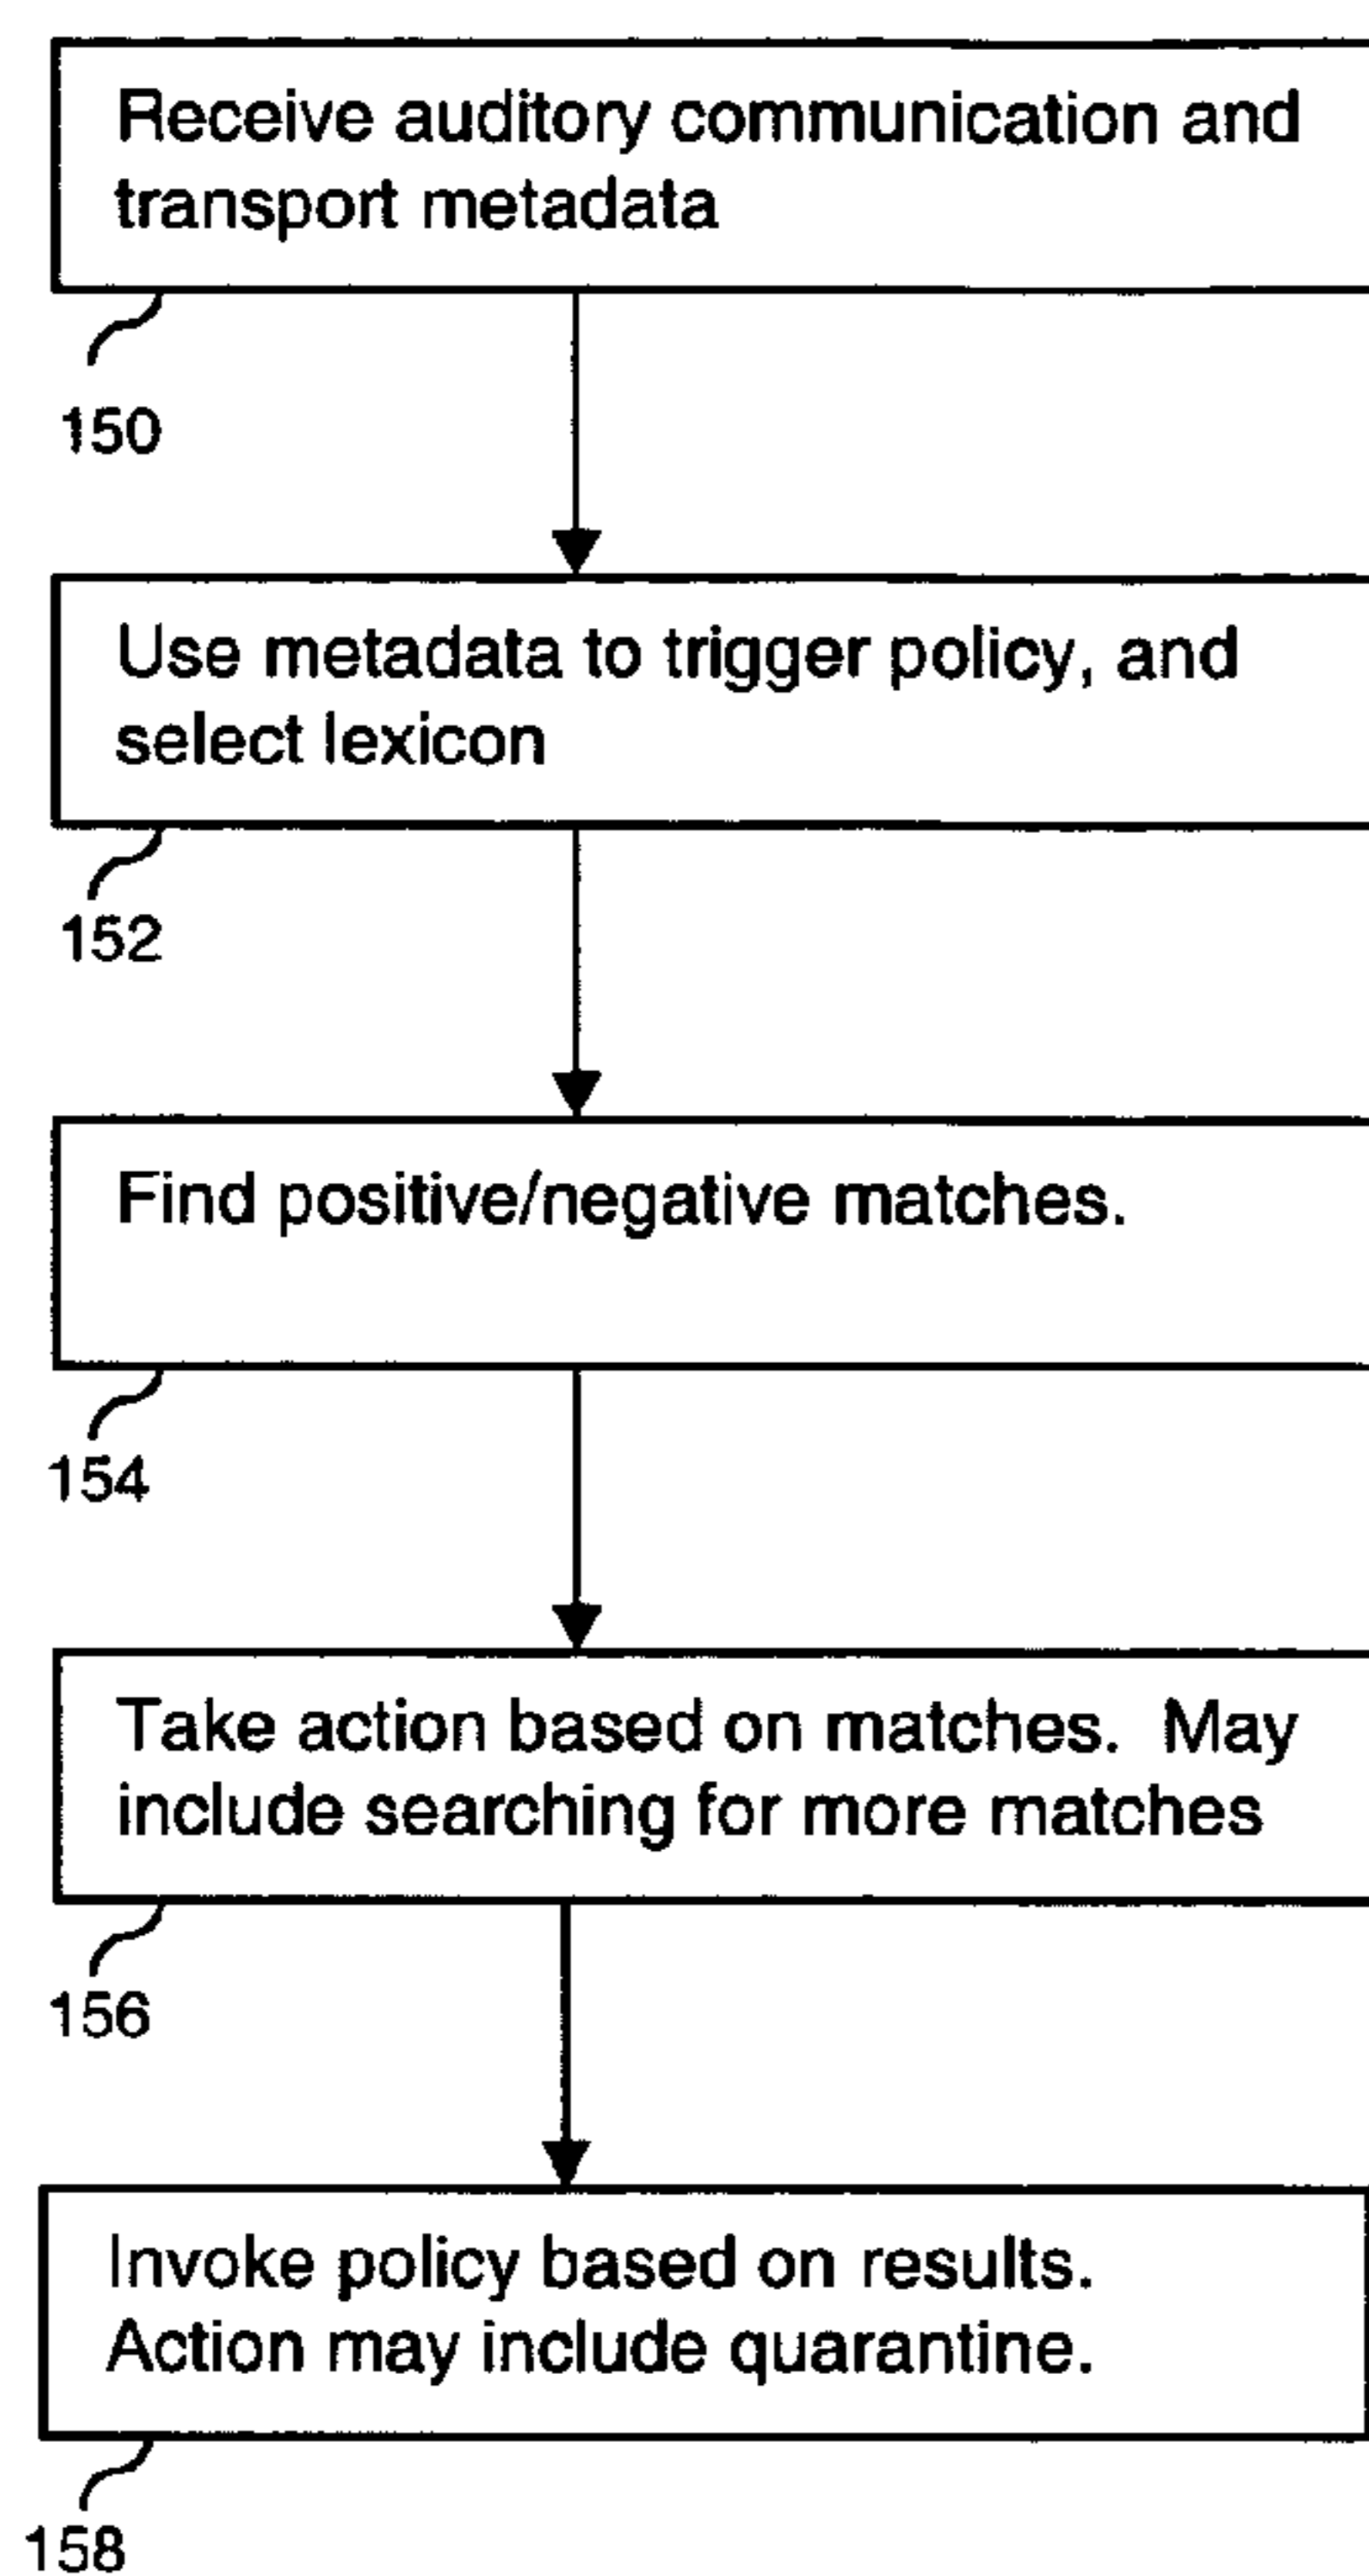 Receive auditory communication and
transport metadata
150
Use metadata to trigger policy, and
select lexicon
152
Find positive/negative matches.
154
Take action based on matches.  May
include searching for more matches
156
Invoke policy based on results.
Action may include quarantine.
158